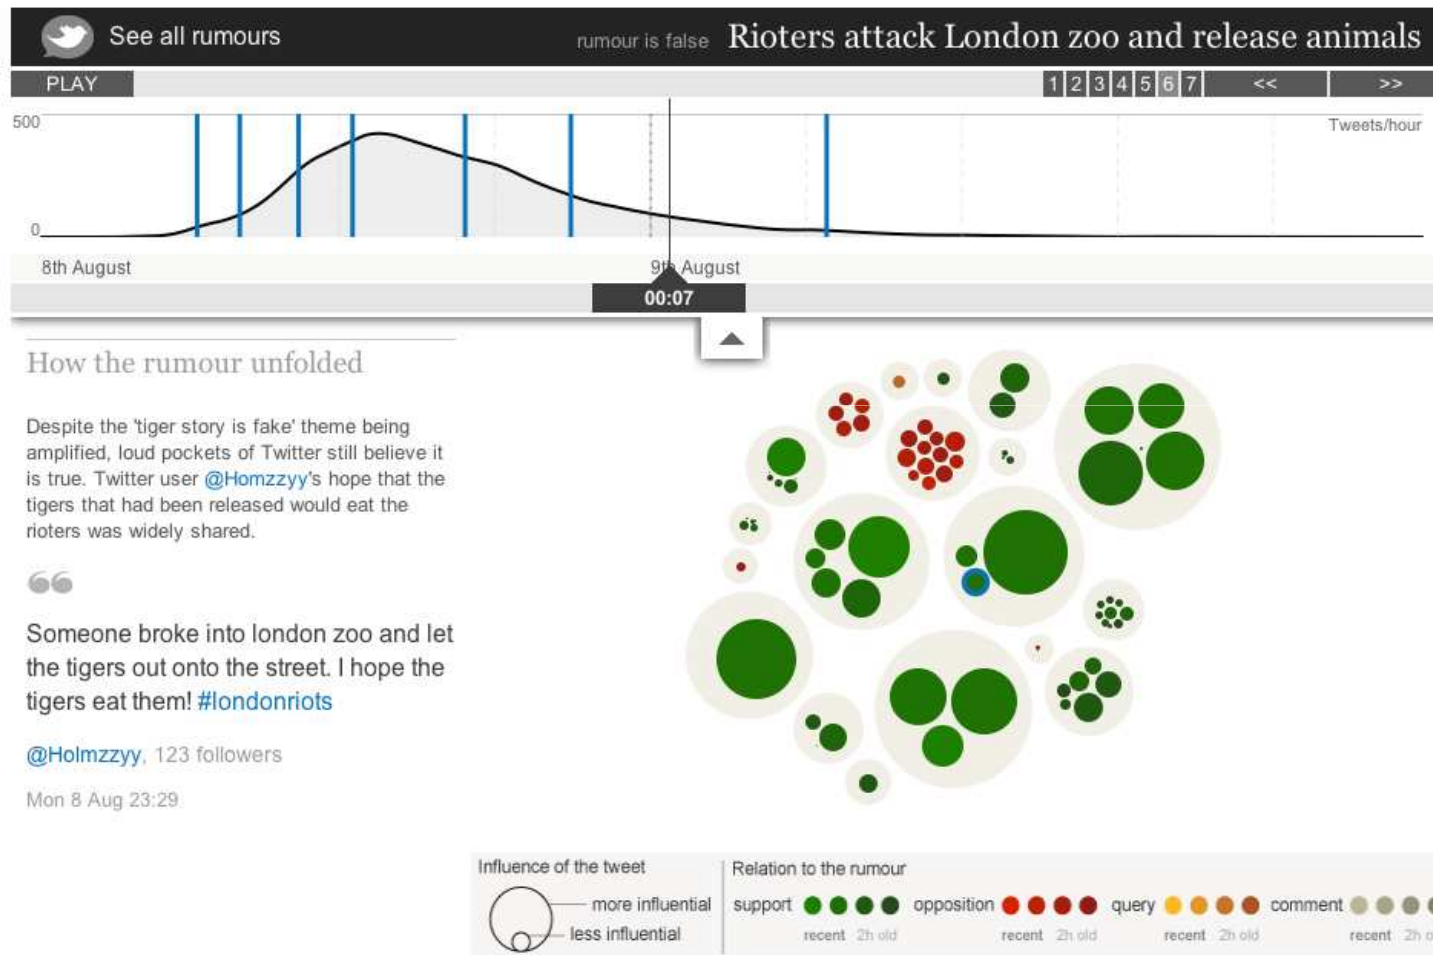 See all rumours
rumour is false Rioters attack London zoo and release animals
PLAY
1 2 3 4 5 6 7 << >>
500
Tweets/hour
0
8th August
9th August
00:07
How the rumour unfolded
Despite the 'tiger story is fake' theme being
amplified, loud pockets of Twitter still believe it
is true. Twitter user @Homzzyy's hope that the
tigers that had been released would eat the
rioters was widely shared.
Someone broke into london zoo and let
the tigers out onto the street. I hope the
tigers eat them! #londonriots
@Holmzzyy, 123 followers
Mon 8 Aug 23:29
Influence of the tweet
more influential
less influential
Relation to the rumour
support opposition query comment
recent 2h old recent 2h old recent 2h old recent 2h o